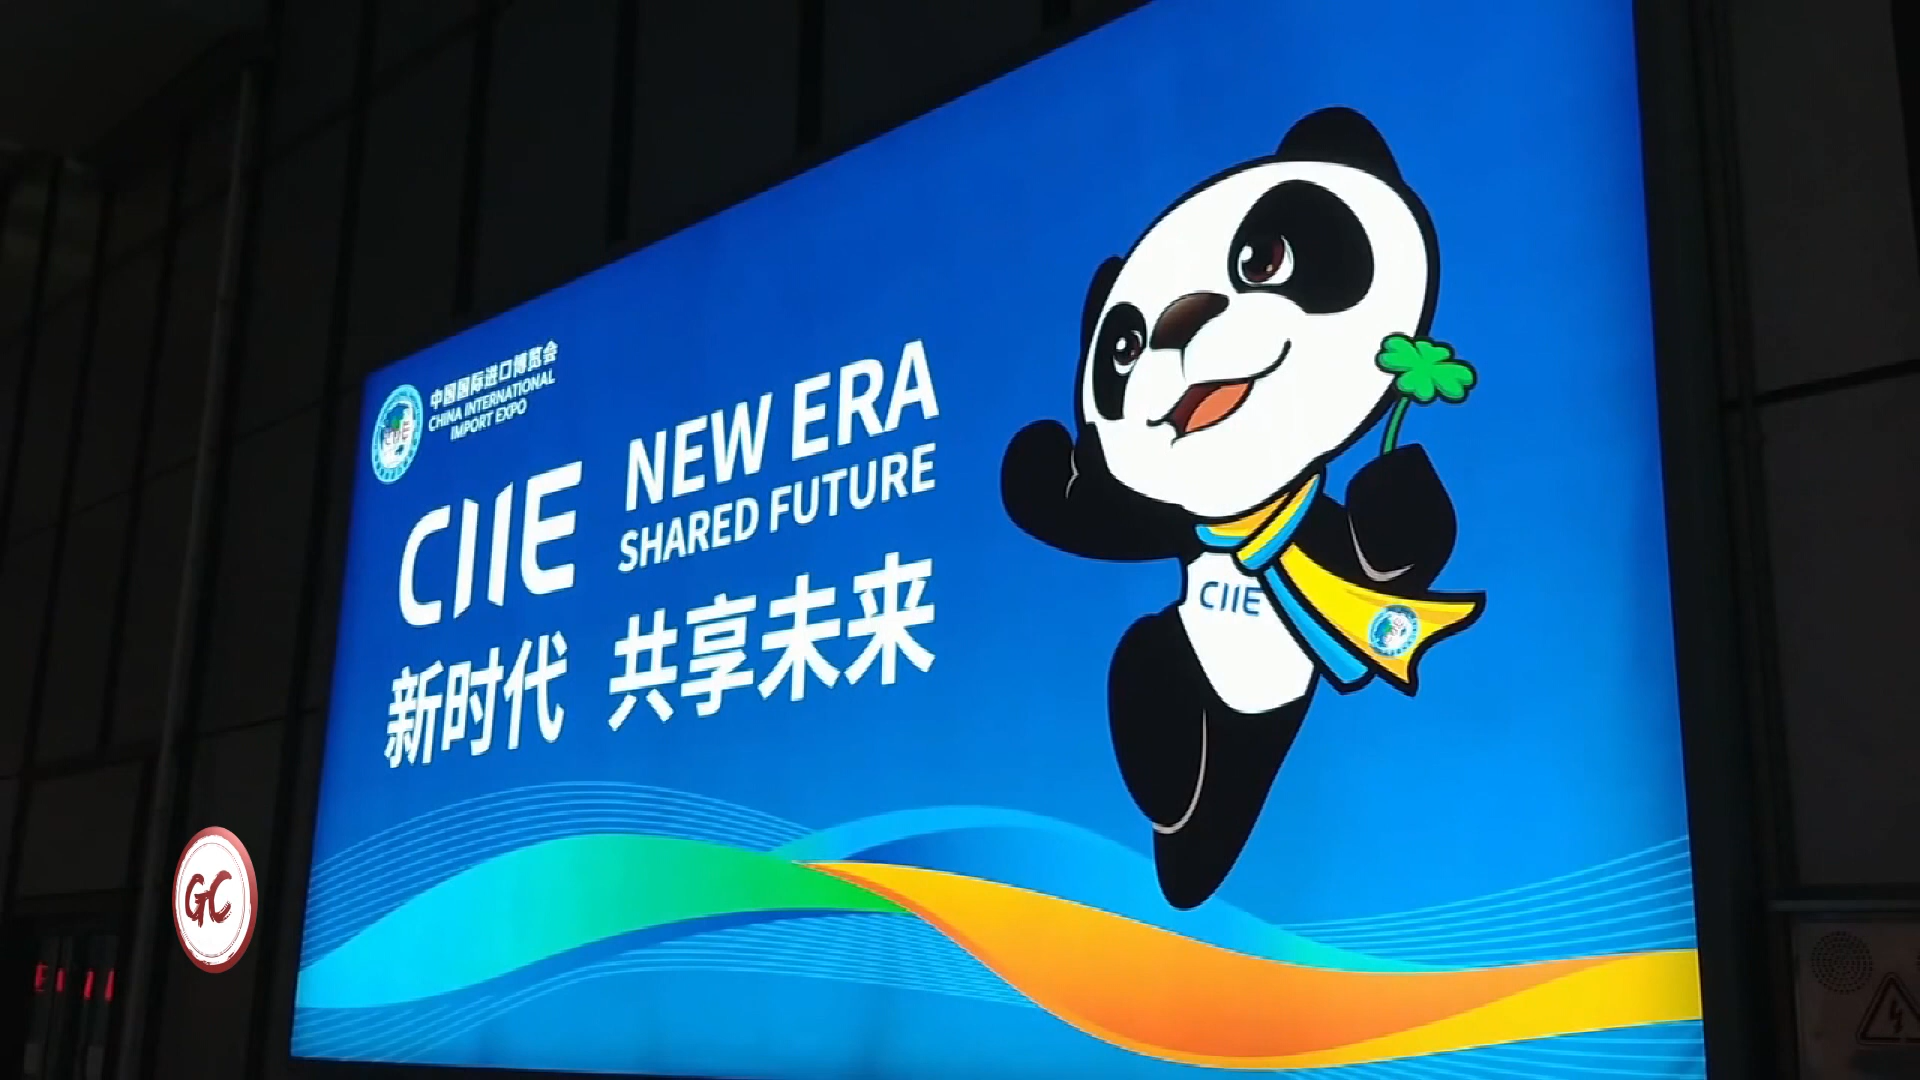 中国国际进口博览会
CHINA INTERNATIONAL
IMPORT EXPO
CIIE
NEW ERA
SHARED FUTURE
新时代 共享未来
CIIE
GC